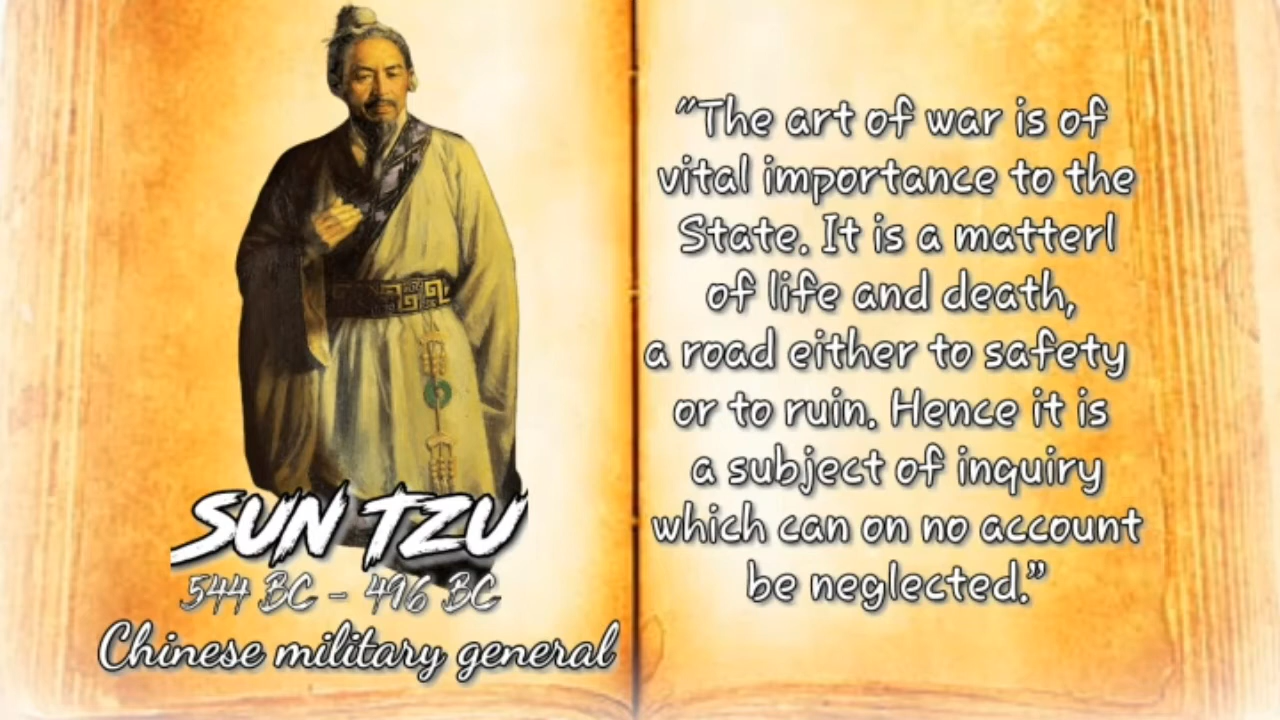 SUN TZU
544 BC - 496 BC
Chinese military general
"The art of war is of
vital importance to the
State. It is a matterl
of life and death,
a road either to safety
or to ruin. Hence it is
a subject of inquiry
which can on no account
be neglected."